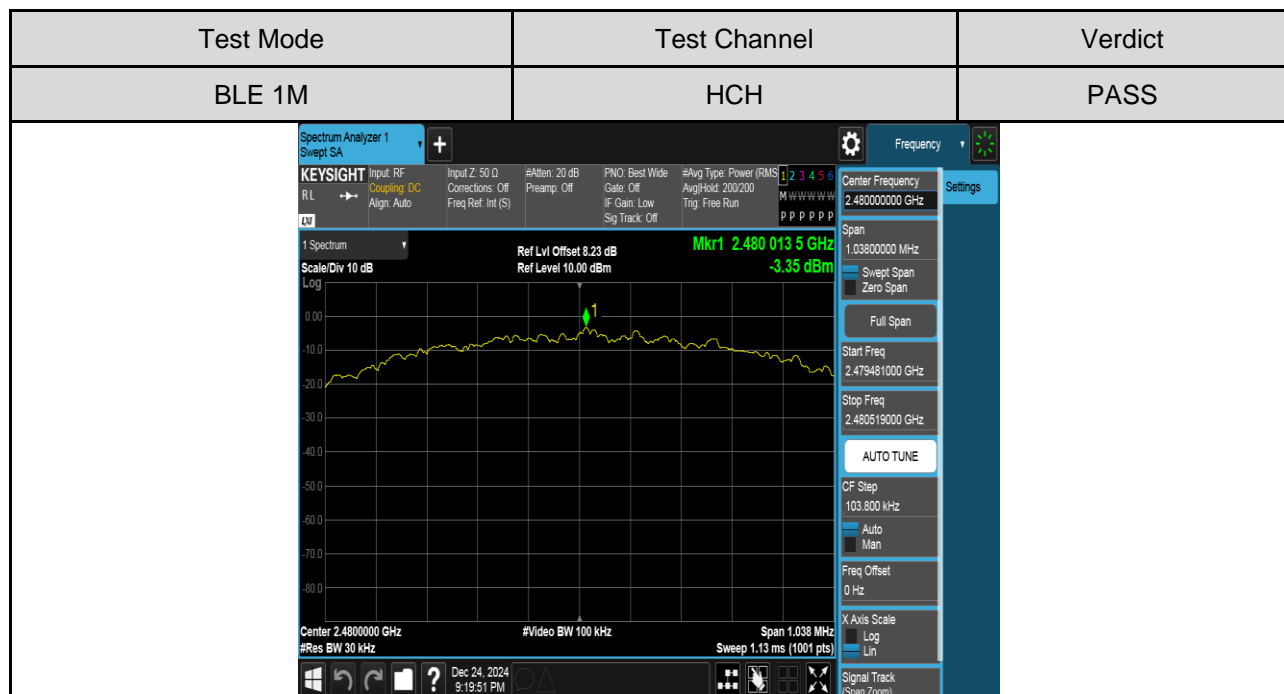 Test Mode Test Channel Verdict
BLE 1M HCH PASS
Spectrum Analyzer 1
Swept SA
+
Frequency
KEYSIGHT
RL
LXI
Input: RF
Coupling: DC
Align: Auto
Input Z: 50 Ω
Corrections: Off
Freq Ref: Int (S)
#Atten: 20 dB
Preamp: Off
PNO: Best Wide
Gate: Off
IF Gain: Low
Sig Track: Off
#Avg Type: Power (RMS
Avg|Hold: 200/200
Trig: Free Run
1 2 3 4 5 6
M W W W W W
P P P P P P
1 Spectrum
Scale/Div 10 dB
Log
Ref Lvl Offset 8.23 dB
Ref Level 10.00 dBm
Mkr1 2.480 013 5 GHz
-3.35 dBm
1
0.00
-10.0
-20.0
-30.0
-40.0
-50.0
-60.0
-70.0
-80.0
Center 2.4800000 GHz
#Res BW 30 kHz
#Video BW 100 kHz
Span 1.038 MHz
Sweep 1.13 ms (1001 pts)
Dec 24, 2024
9:19:51 PM
?
Center Frequency
2.480000000 GHz
Span
1.03800000 MHz
Swept Span
Zero Span
Full Span
Start Freq
2.479481000 GHz
Stop Freq
2.480519000 GHz
AUTO TUNE
CF Step
103.800 kHz
Auto
Man
Freq Offset
0 Hz
X Axis Scale
Log
Lin
Signal Track
(Span Zoom)
Settings